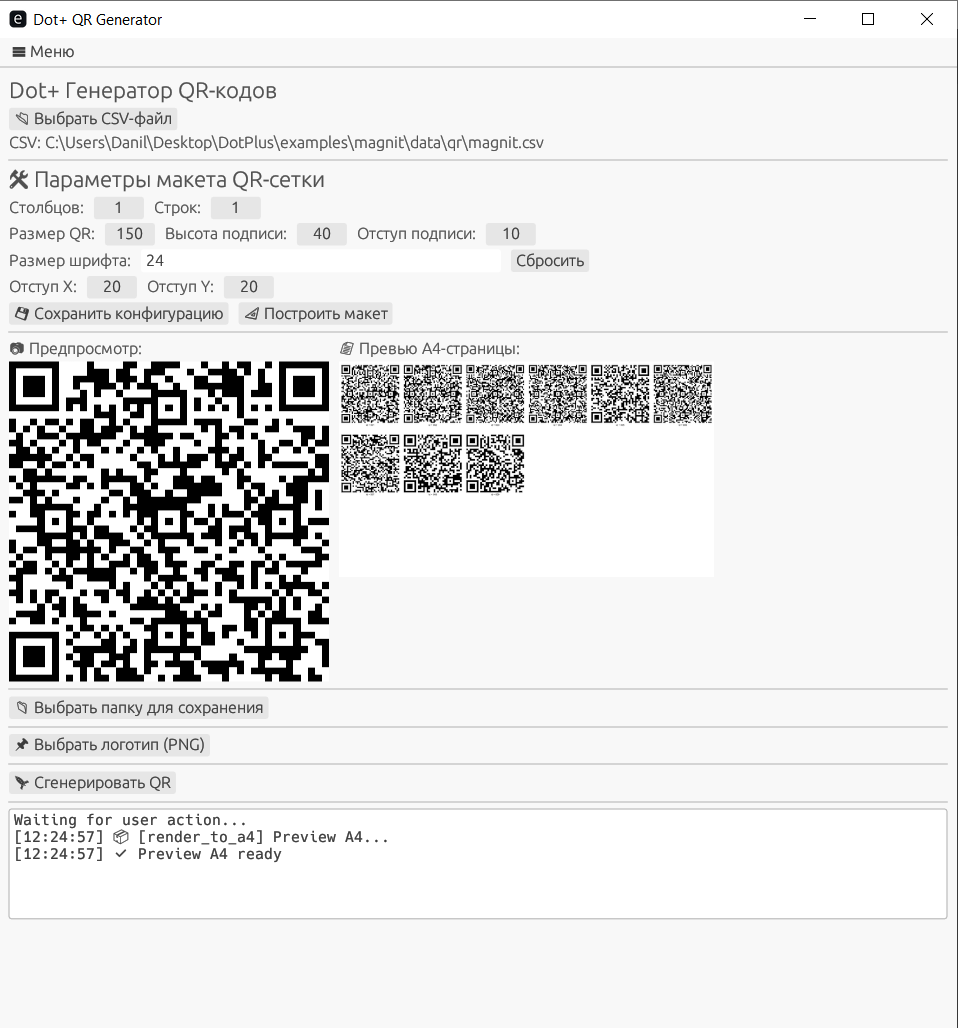 Dot+ QR Generator
Меню
Dot+ Генератор QR-кодов
Выбрать CSV-файл
CSV: C:\Users\Danil\Desktop\DotPlus\examples\magnit\data\qr\magnit.csv
Параметры макета QR-сетки
Столбцов: 1 Строк: 1
Размер QR: 150 Высота подписи: 40 Отступ подписи: 10
Размер шрифта: 24 Сбросить
Отступ X: 20 Отступ Y: 20
Сохранить конфигурацию Построить макет
Предпросмотр: Превью A4-страницы:
Выбрать папку для сохранения
Выбрать логотип (PNG)
Сгенерировать QR
Waiting for user action...
[12:24:57] [render_to_a4] Preview A4...
[12:24:57] ✓ Preview A4 ready